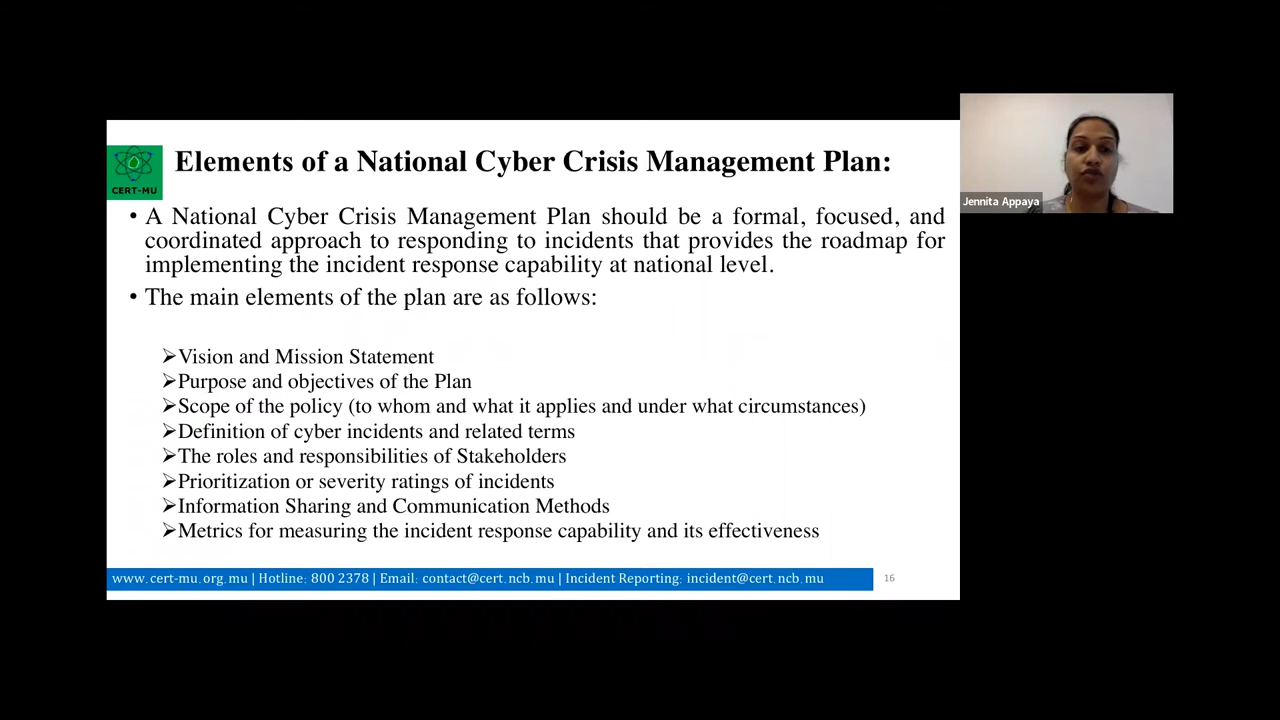 Elements of a National Cyber Crisis Management Plan:
CERT-MU
• A National Cyber Crisis Management Plan should be a formal, focused, and
coordinated approach to responding to incidents that provides the roadmap for
implementing the incident response capability at national level.
• The main elements of the plan are as follows:
➢Vision and Mission Statement
➢Purpose and objectives of the Plan
➢Scope of the policy (to whom and what it applies and under what circumstances)
➢Definition of cyber incidents and related terms
➢The roles and responsibilities of Stakeholders
➢Prioritization or severity ratings of incidents
➢Information Sharing and Communication Methods
➢Metrics for measuring the incident response capability and its effectiveness
www.cert-mu.org.mu | Hotline: 800 2378 | Email: contact@cert.ncb.mu | Incident Reporting: incident@cert.ncb.mu
16
Jennita Appaya